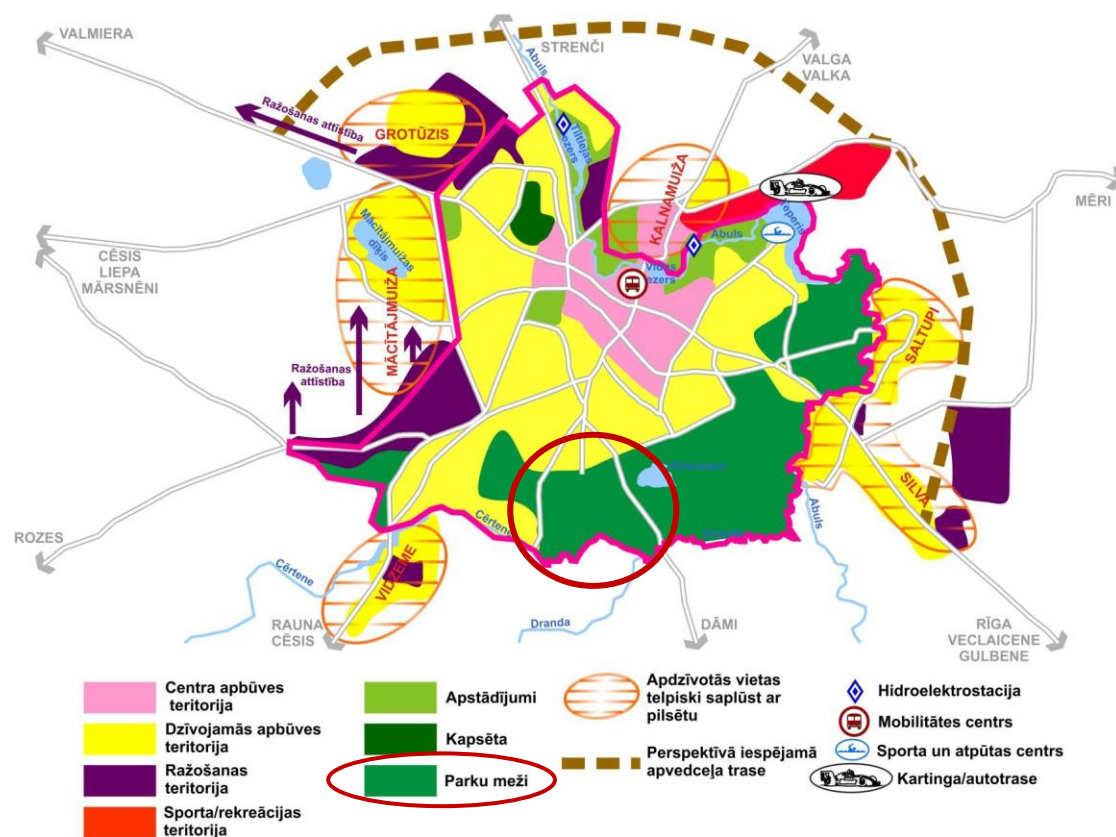 VALMIERA
STRENČI
VALGA
VALKA
Abuls
Ražošanas attīstība
GROTŪZIS
Tiltlejas
ezers
KALNAMUIŽA
MĒRI
Abuls
Vidus
ezers
Mācītājmuižas
dīķis
MĀCĪTĀJMUIŽA
CĒSIS
LIEPA
MĀRSNĒNI
SALTUPI
Ražošanas
attīstība
SILVA
Abuls
Cērtene
ROZES
Cērtene
VIDZEME
RAUNA
CĒSIS
Dranda
DĀMI
RĪGA
VECLAICENE
GULBENE
Centra apbūves
teritorija
Dzīvojamās apbūves
teritorija
Ražošanas
teritorija
Sporta/rekreācijas
teritorija
Apstādījumi
Kapsēta
Parku meži
Apdzīvotās vietas
telpiski saplūst ar
pilsētu
Perspektīvā iespējamā
apvedceļa trase
Hidroelektrostacija
Mobilitātes centrs
Sporta un atpūtas centrs
Kartinga/autotrase